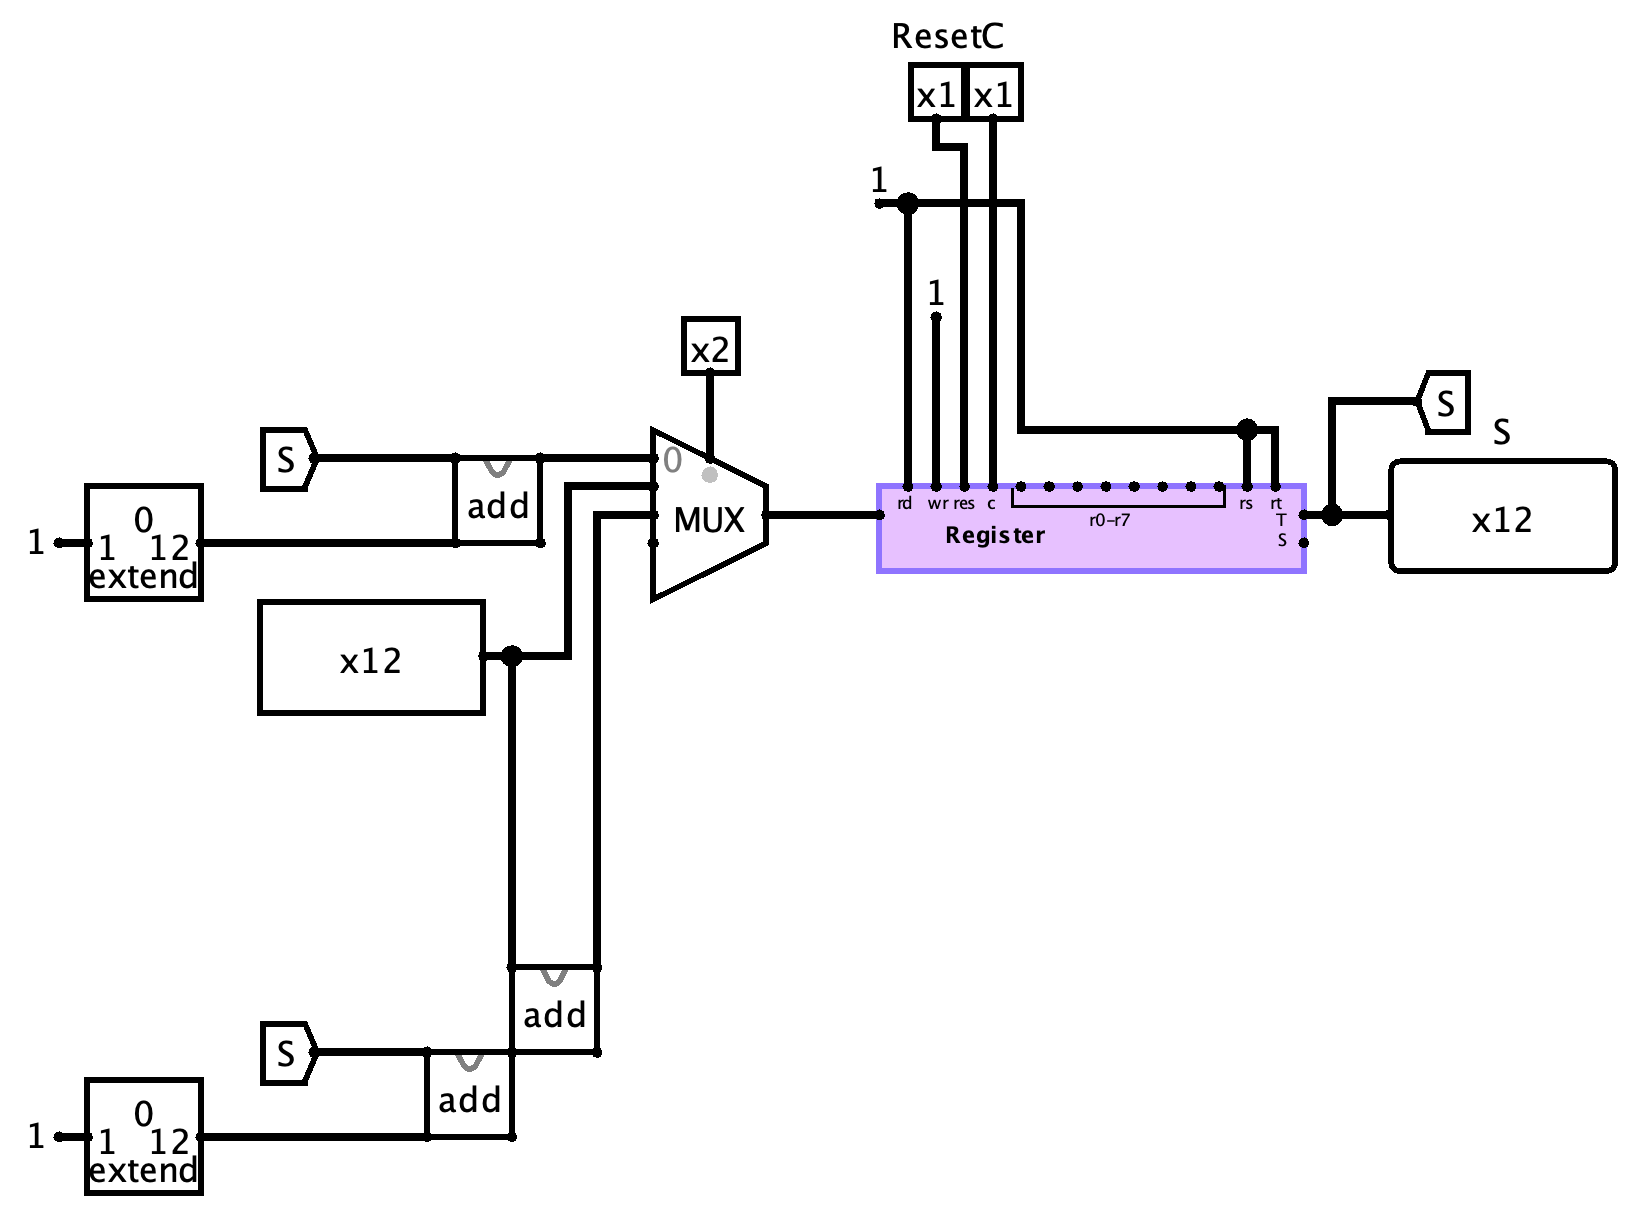 ResetC
x1 x1
1
1
x2
S
S
S
0
add
0
1 1 12
extend
MUX
rd wr res c rs rt
r0-r7
T
Register
S
x12
x12
add
S
add
0
1 1 12
extend